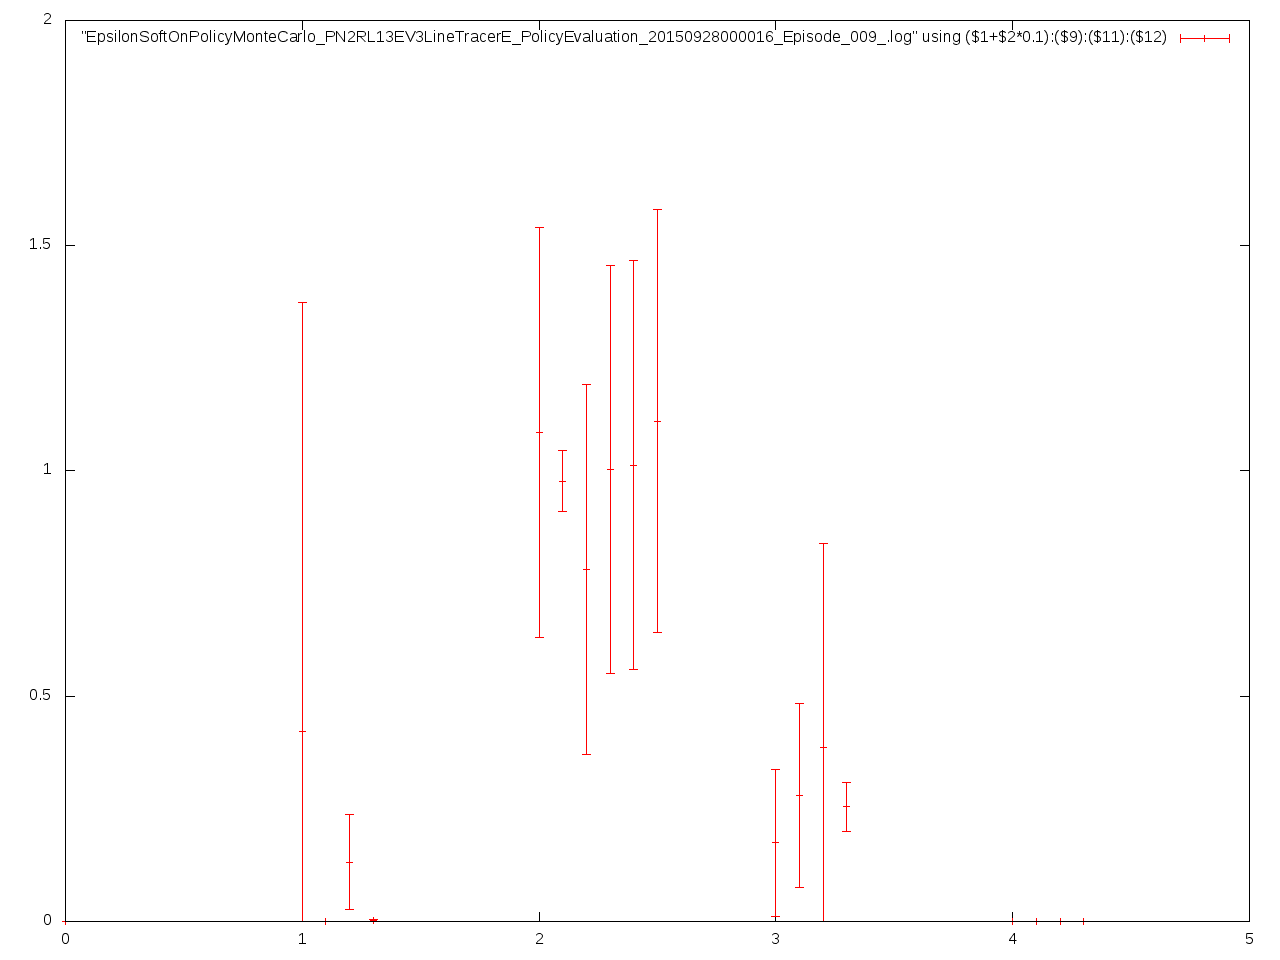 2
"EpsilonSoftOnPolicyMonteCarlo_PN2RL13EV3LineTracerE_PolicyEvaluation_20150928000016_Episode_009_.log" using ($1+$2*0.1):($9):($11):($12)
1.5
1
0.5
0
0 1 2 3 4 5